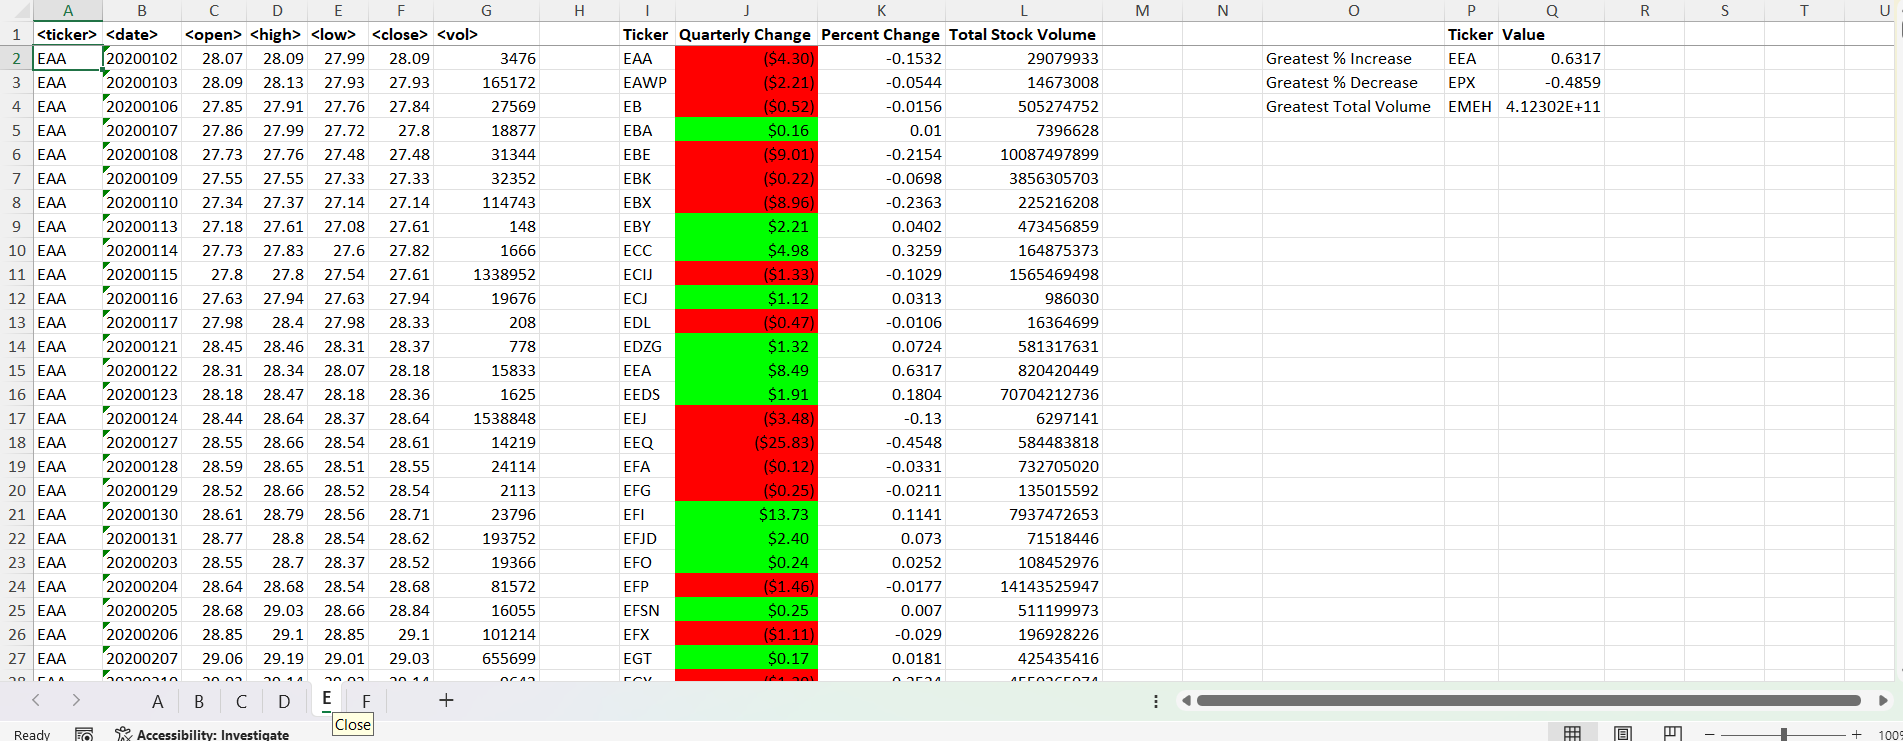 A B C D E F G H I J K L M N O P Q R S T U
1 <ticker> <date> <open> <high> <low> <close> <vol> Ticker Quarterly Change Percent Change Total Stock Volume Ticker Value
2 EAA 20200102 28.07 28.09 27.99 28.09 3476 EAA ($4.30) -0.1532 29079933 Greatest % Increase EEA 0.6317
3 EAA 20200103 28.09 28.13 27.93 27.93 165172 EAWP ($2.21) -0.0544 14673008 Greatest % Decrease EPX -0.4859
4 EAA 20200106 27.85 27.91 27.76 27.84 27569 EB ($0.52) -0.0156 505274752 Greatest Total Volume EMEH 4.12302E+11
5 EAA 20200107 27.86 27.99 27.72 27.8 18877 EBA $0.16 0.01 7396628
6 EAA 20200108 27.73 27.76 27.48 27.48 31344 EBE ($9.01) -0.2154 10087497899
7 EAA 20200109 27.55 27.55 27.33 27.33 32352 EBK ($0.22) -0.0698 3856305703
8 EAA 20200110 27.34 27.37 27.14 27.14 114743 EBX ($8.96) -0.2363 225216208
9 EAA 20200113 27.18 27.61 27.08 27.61 148 EBY $2.21 0.0402 473456859
10 EAA 20200114 27.73 27.83 27.6 27.82 1666 ECC $4.98 0.3259 164875373
11 EAA 20200115 27.8 27.8 27.54 27.61 1338952 ECIJ ($1.33) -0.1029 1565469498
12 EAA 20200116 27.63 27.94 27.63 27.94 19676 ECJ $1.12 0.0313 986030
13 EAA 20200117 27.98 28.4 27.98 28.33 208 EDL ($0.47) -0.0106 16364699
14 EAA 20200121 28.45 28.46 28.31 28.37 778 EDZG $1.32 0.0724 581317631
15 EAA 20200122 28.31 28.34 28.07 28.18 15833 EEA $8.49 0.6317 820420449
16 EAA 20200123 28.18 28.47 28.18 28.36 1625 EEDS $1.91 0.1804 70704212736
17 EAA 20200124 28.44 28.64 28.37 28.64 1538848 EEJ ($3.48) -0.13 6297141
18 EAA 20200127 28.55 28.66 28.54 28.61 14219 EEQ ($25.83) -0.4548 584483818
19 EAA 20200128 28.59 28.65 28.51 28.55 24114 EFA ($0.12) -0.0331 732705020
20 EAA 20200129 28.52 28.66 28.52 28.54 2113 EFG ($0.25) -0.0211 135015592
21 EAA 20200130 28.61 28.79 28.56 28.71 23796 EFI $13.73 0.1141 7937472653
22 EAA 20200131 28.77 28.8 28.54 28.62 193752 EFJD $2.40 0.073 71518446
23 EAA 20200203 28.55 28.7 28.37 28.52 19366 EFO $0.24 0.0252 108452976
24 EAA 20200204 28.64 28.68 28.54 28.68 81572 EFP ($1.46) -0.0177 14143525947
25 EAA 20200205 28.68 29.03 28.66 28.84 16055 EFSN $0.25 0.007 511199973
26 EAA 20200206 28.85 29.1 28.85 29.1 101214 EFX ($1.11) -0.029 196928226
27 EAA 20200207 29.06 29.19 29.01 29.03 655699 EGT $0.17 0.0181 425435416
A B C D E F +
Close
Ready Accessibility: Investigate